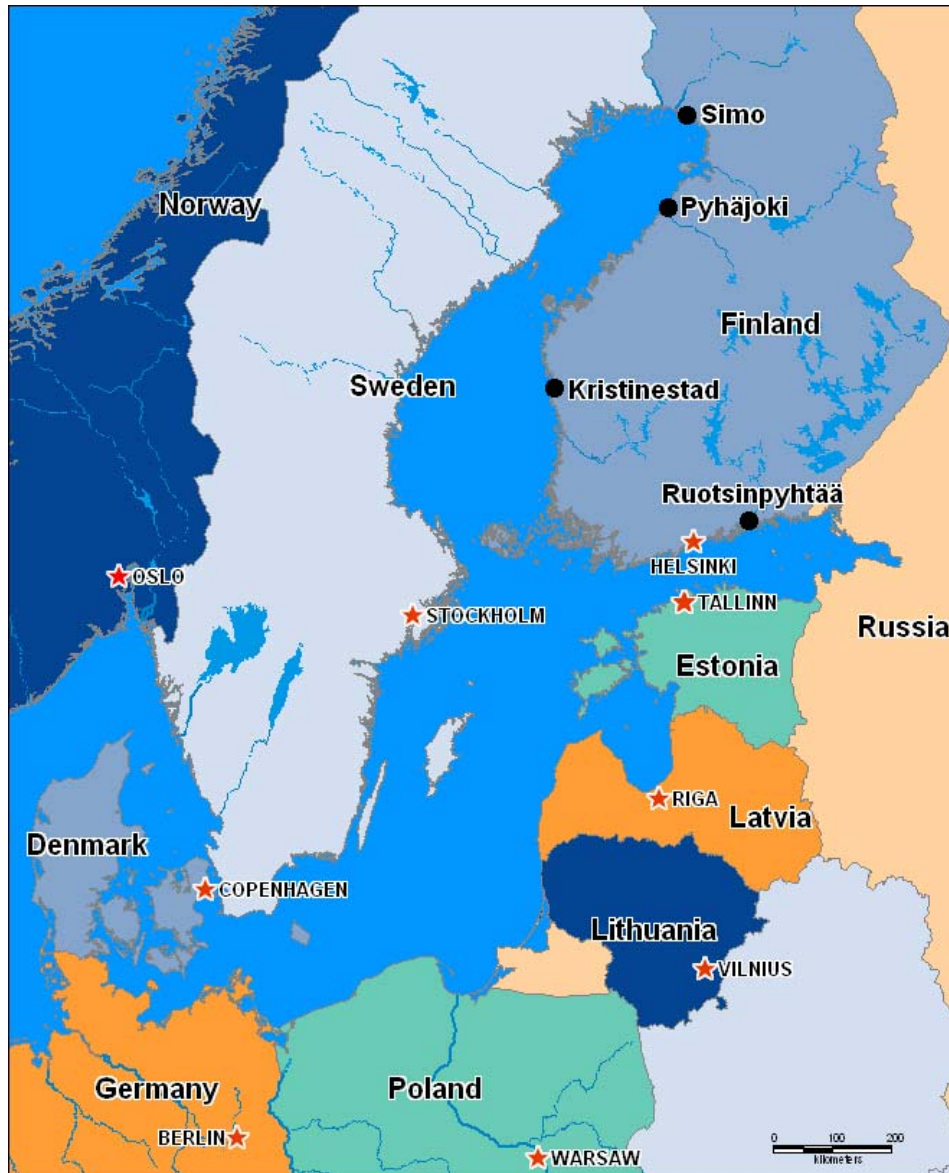 Simo
Norway
Pyhäjoki
Finland
Sweden
Kristinestad
Ruotsinpyhtää
HELSINKI
OSLO
TALLINN
STOCKHOLM
Russia
Estonia
RIGA
Latvia
Denmark
COPENHAGEN
Lithuania
VILNIUS
Germany
Poland
BERLIN
WARSAW
0 100 200
kilometers